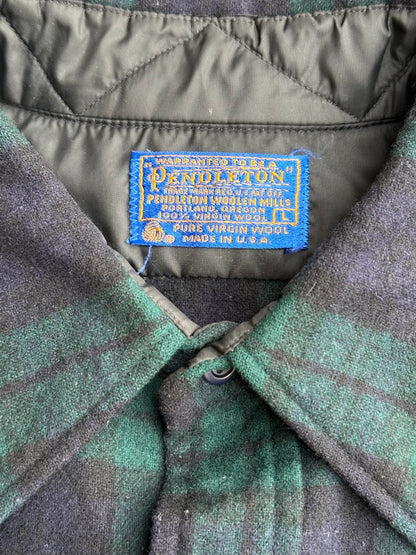 WARRANTED TO BE A
"PENDLETON"
TRADE MARK REG. U.S. PAT. OFF.
PENDLETON WOOLEN MILLS
PORTLAND, OREGON
100% VIRGIN WOOL L
PURE VIRGIN WOOL
MADE IN U.S.A.